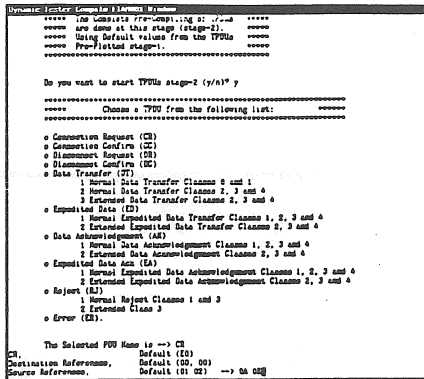 Dynamic Tester Compain Window
***** The Complete Pre-Compiling of TPDUs *****
***** are done at this stage (stage-2). *****
***** Using Default values from the TPDUs *****
***** Pre-Plotted stage-1. *****
Do you want to start TPDUs stage-2 (y/n)? y
***** Choose a TPDU from the following list: *****
o Connection Request (CR)
o Connection Confirm (CC)
o Disconnect Request (DR)
o Disconnect Confirm (DC)
o Data Transfer (DT)
1 Normal Data Transfer Classes 0 and 1
2 Normal Data Transfer Classes 2, 3 and 4
3 Extended Data Transfer Classes 2, 3 and 4
o Expedited Data (ED)
1 Normal Expedited Data Transfer Classes 1, 2, 3 and 4
2 Extended Expedited Data Transfer Classes 2, 3 and 4
o Data Acknowledgement (AK)
1 Normal Data Acknowledgement Classes 1, 2, 3 and 4
2 Extended Data Acknowledgement Classes 2, 3 and 4
o Expedited Data Ack (EA)
1 Normal Expedited Data Acknowledgement Classes 1, 2, 3 and 4
2 Extended Expedited Data Acknowledgement Classes 2, 3 and 4
o Reject (RJ)
1 Normal Reject Classes 1 and 3
2 Extended Class 3
o Error (ER).
The Selected PDU Name is --> CR
CR, Default (E0)
Destination References, Default (00, 00)
Source References, Default (01 02) --> 0A 02